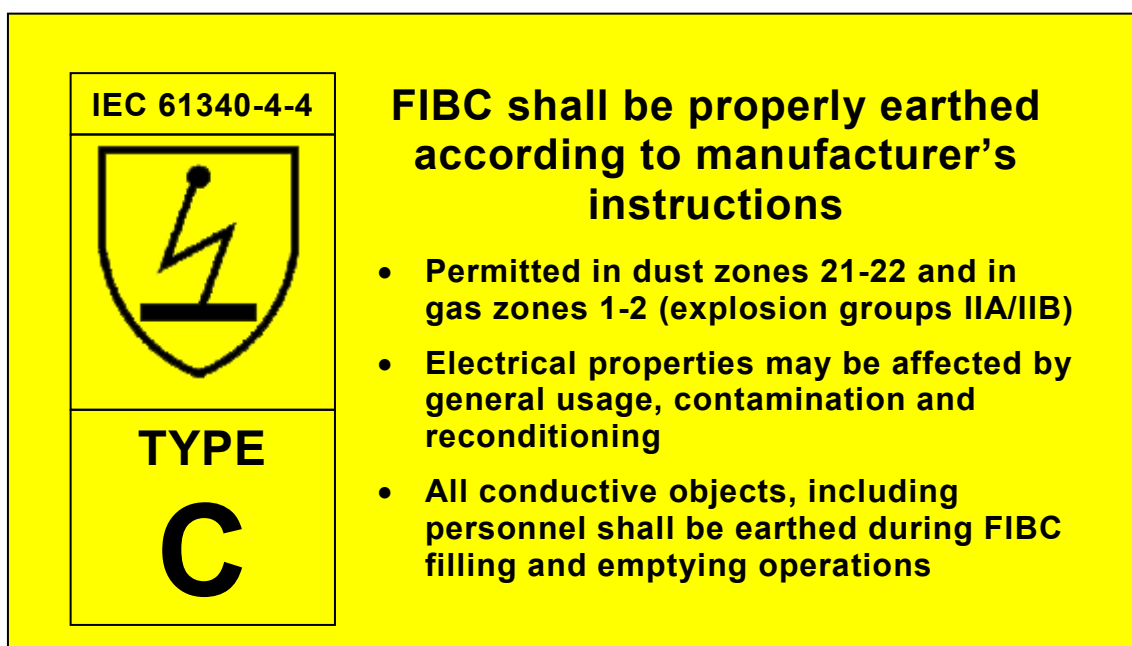 IEC 61340-4-4
TYPE
C
FIBC shall be properly earthed
according to manufacturer’s
instructions
• Permitted in dust zones 21-22 and in
gas zones 1-2 (explosion groups IIA/IIB)
• Electrical properties may be affected by
general usage, contamination and
reconditioning
• All conductive objects, including
personnel shall be earthed during FIBC
filling and emptying operations